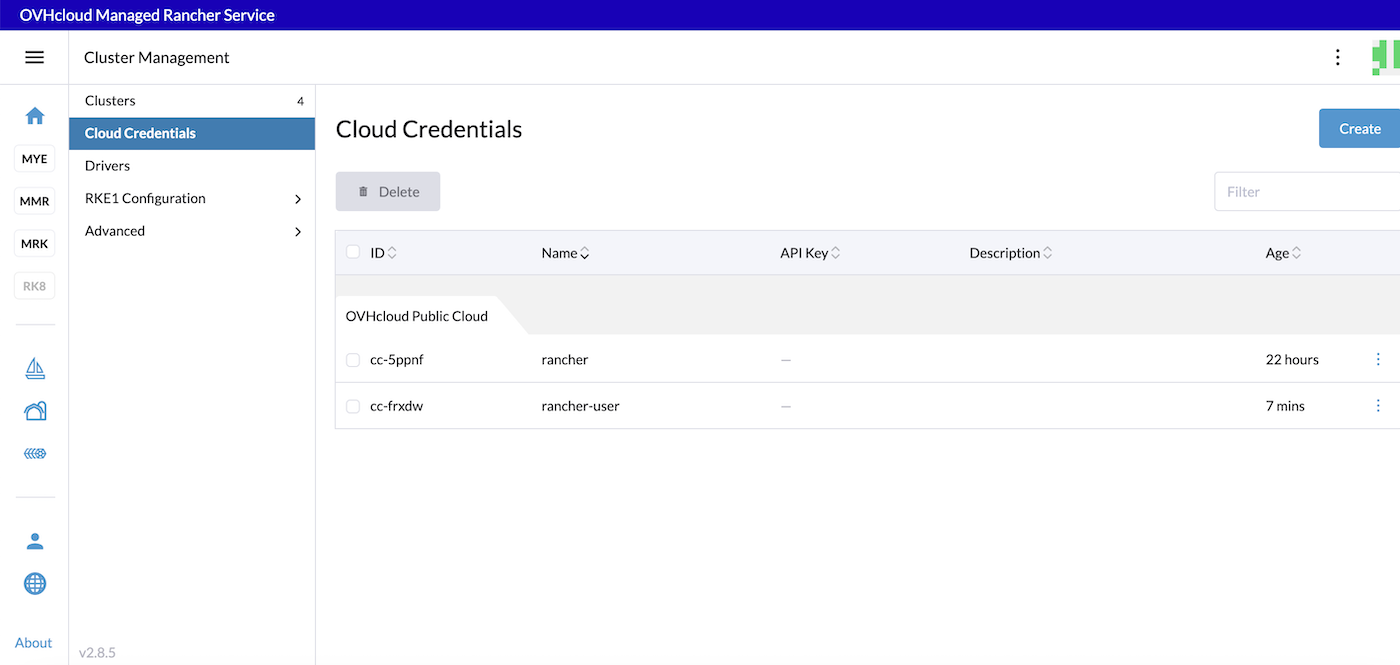 OVHcloud Managed Rancher Service
Cluster Management
MYE
MMR
MRK
RK8
About
Clusters 4
Cloud Credentials
Drivers
RKE1 Configuration
Advanced
v2.8.5
Cloud Credentials
Create
Delete
Filter
ID Name API Key Description Age
OVHcloud Public Cloud
cc-5ppnf rancher — 22 hours
cc-frxdw rancher-user — 7 mins